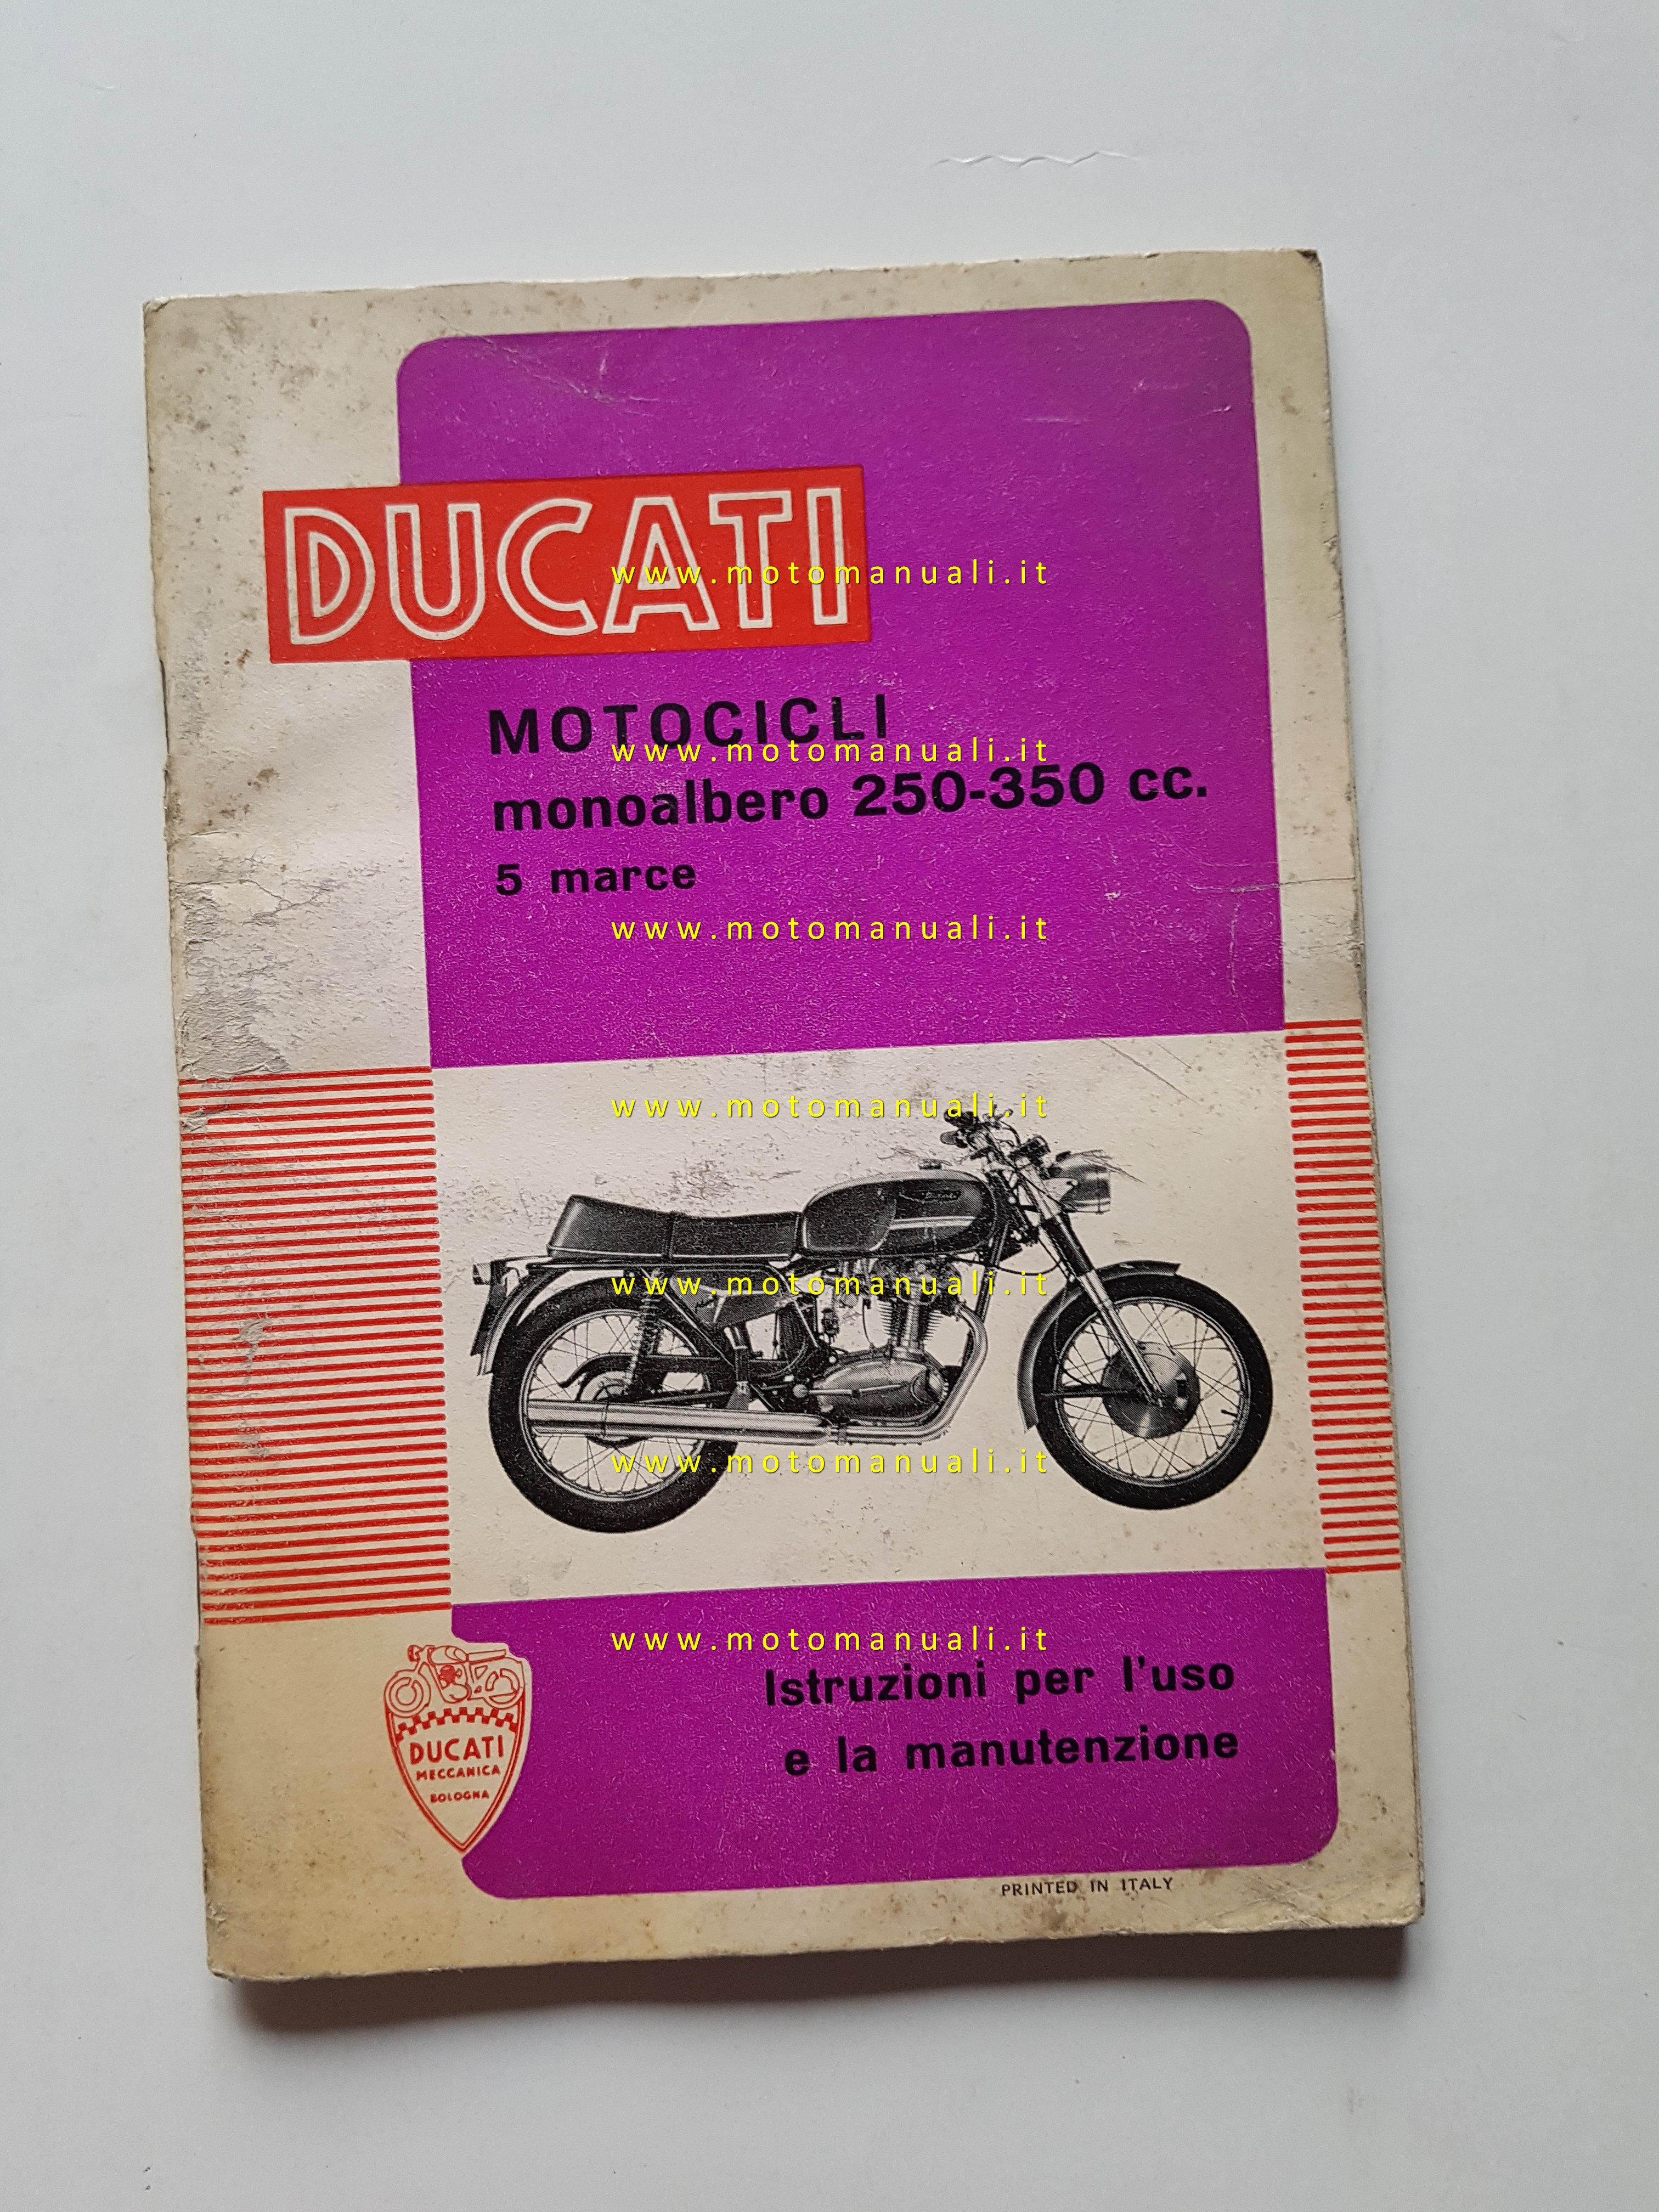 DUCATI
www.motomanuali.it
MOTOCICLI
www.motomanuali.it
monoalbero 250-350 cc.
5 marce
www.motomanuali.it
www.motomanuali.it
www.motomanuali.it
www.motomanuali.it
www.motomanuali.it
Istruzioni per l'uso
e la manutenzione
DUCATI
MECCANICA
BOLOGNA
PRINTED IN ITALY